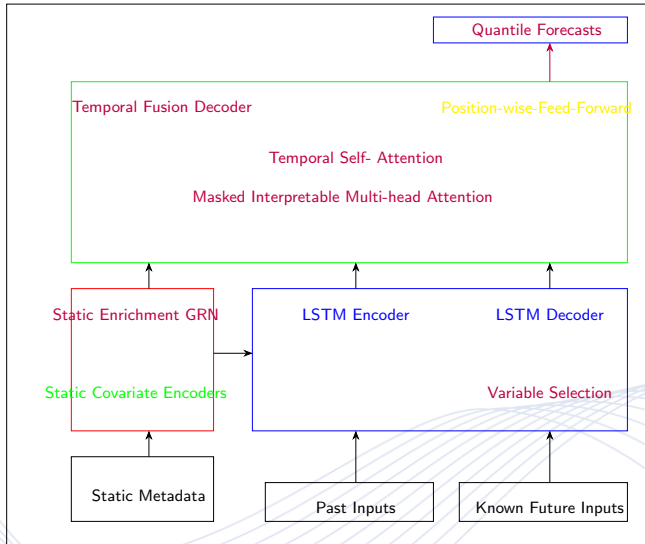 Quantile Forecasts
Temporal Fusion Decoder
Position-wise-Feed-Forward
Temporal Self- Attention
Masked Interpretable Multi-head Attention
Static Enrichment GRN
LSTM Encoder
LSTM Decoder
Static Covariate Encoders
Variable Selection
Static Metadata
Past Inputs
Known Future Inputs